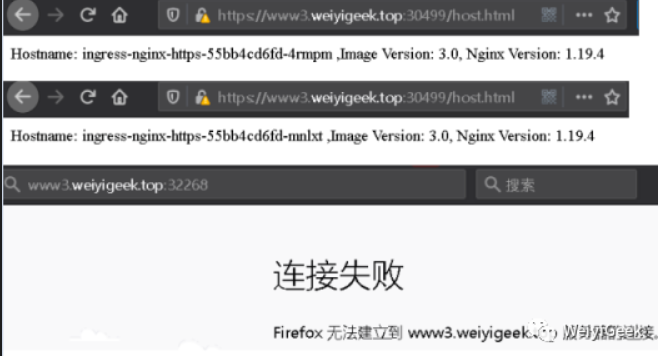 https://www3.weiyigeek.top:30499/host.html
Hostname: ingress-nginx-https-55bb4cd6fd-4rmpm ,Image Version: 3.0, Nginx Version: 1.19.4
https://www3.weiyigeek.top:30499/host.html
Hostname: ingress-nginx-https-55bb4cd6fd-mnlxt ,Image Version: 3.0, Nginx Version: 1.19.4
www3.weiyigeek.top:32268 搜索
连接失败
Firefox 无法建立到 www3.weiyigeek.top 连接。
WeiyiGeek